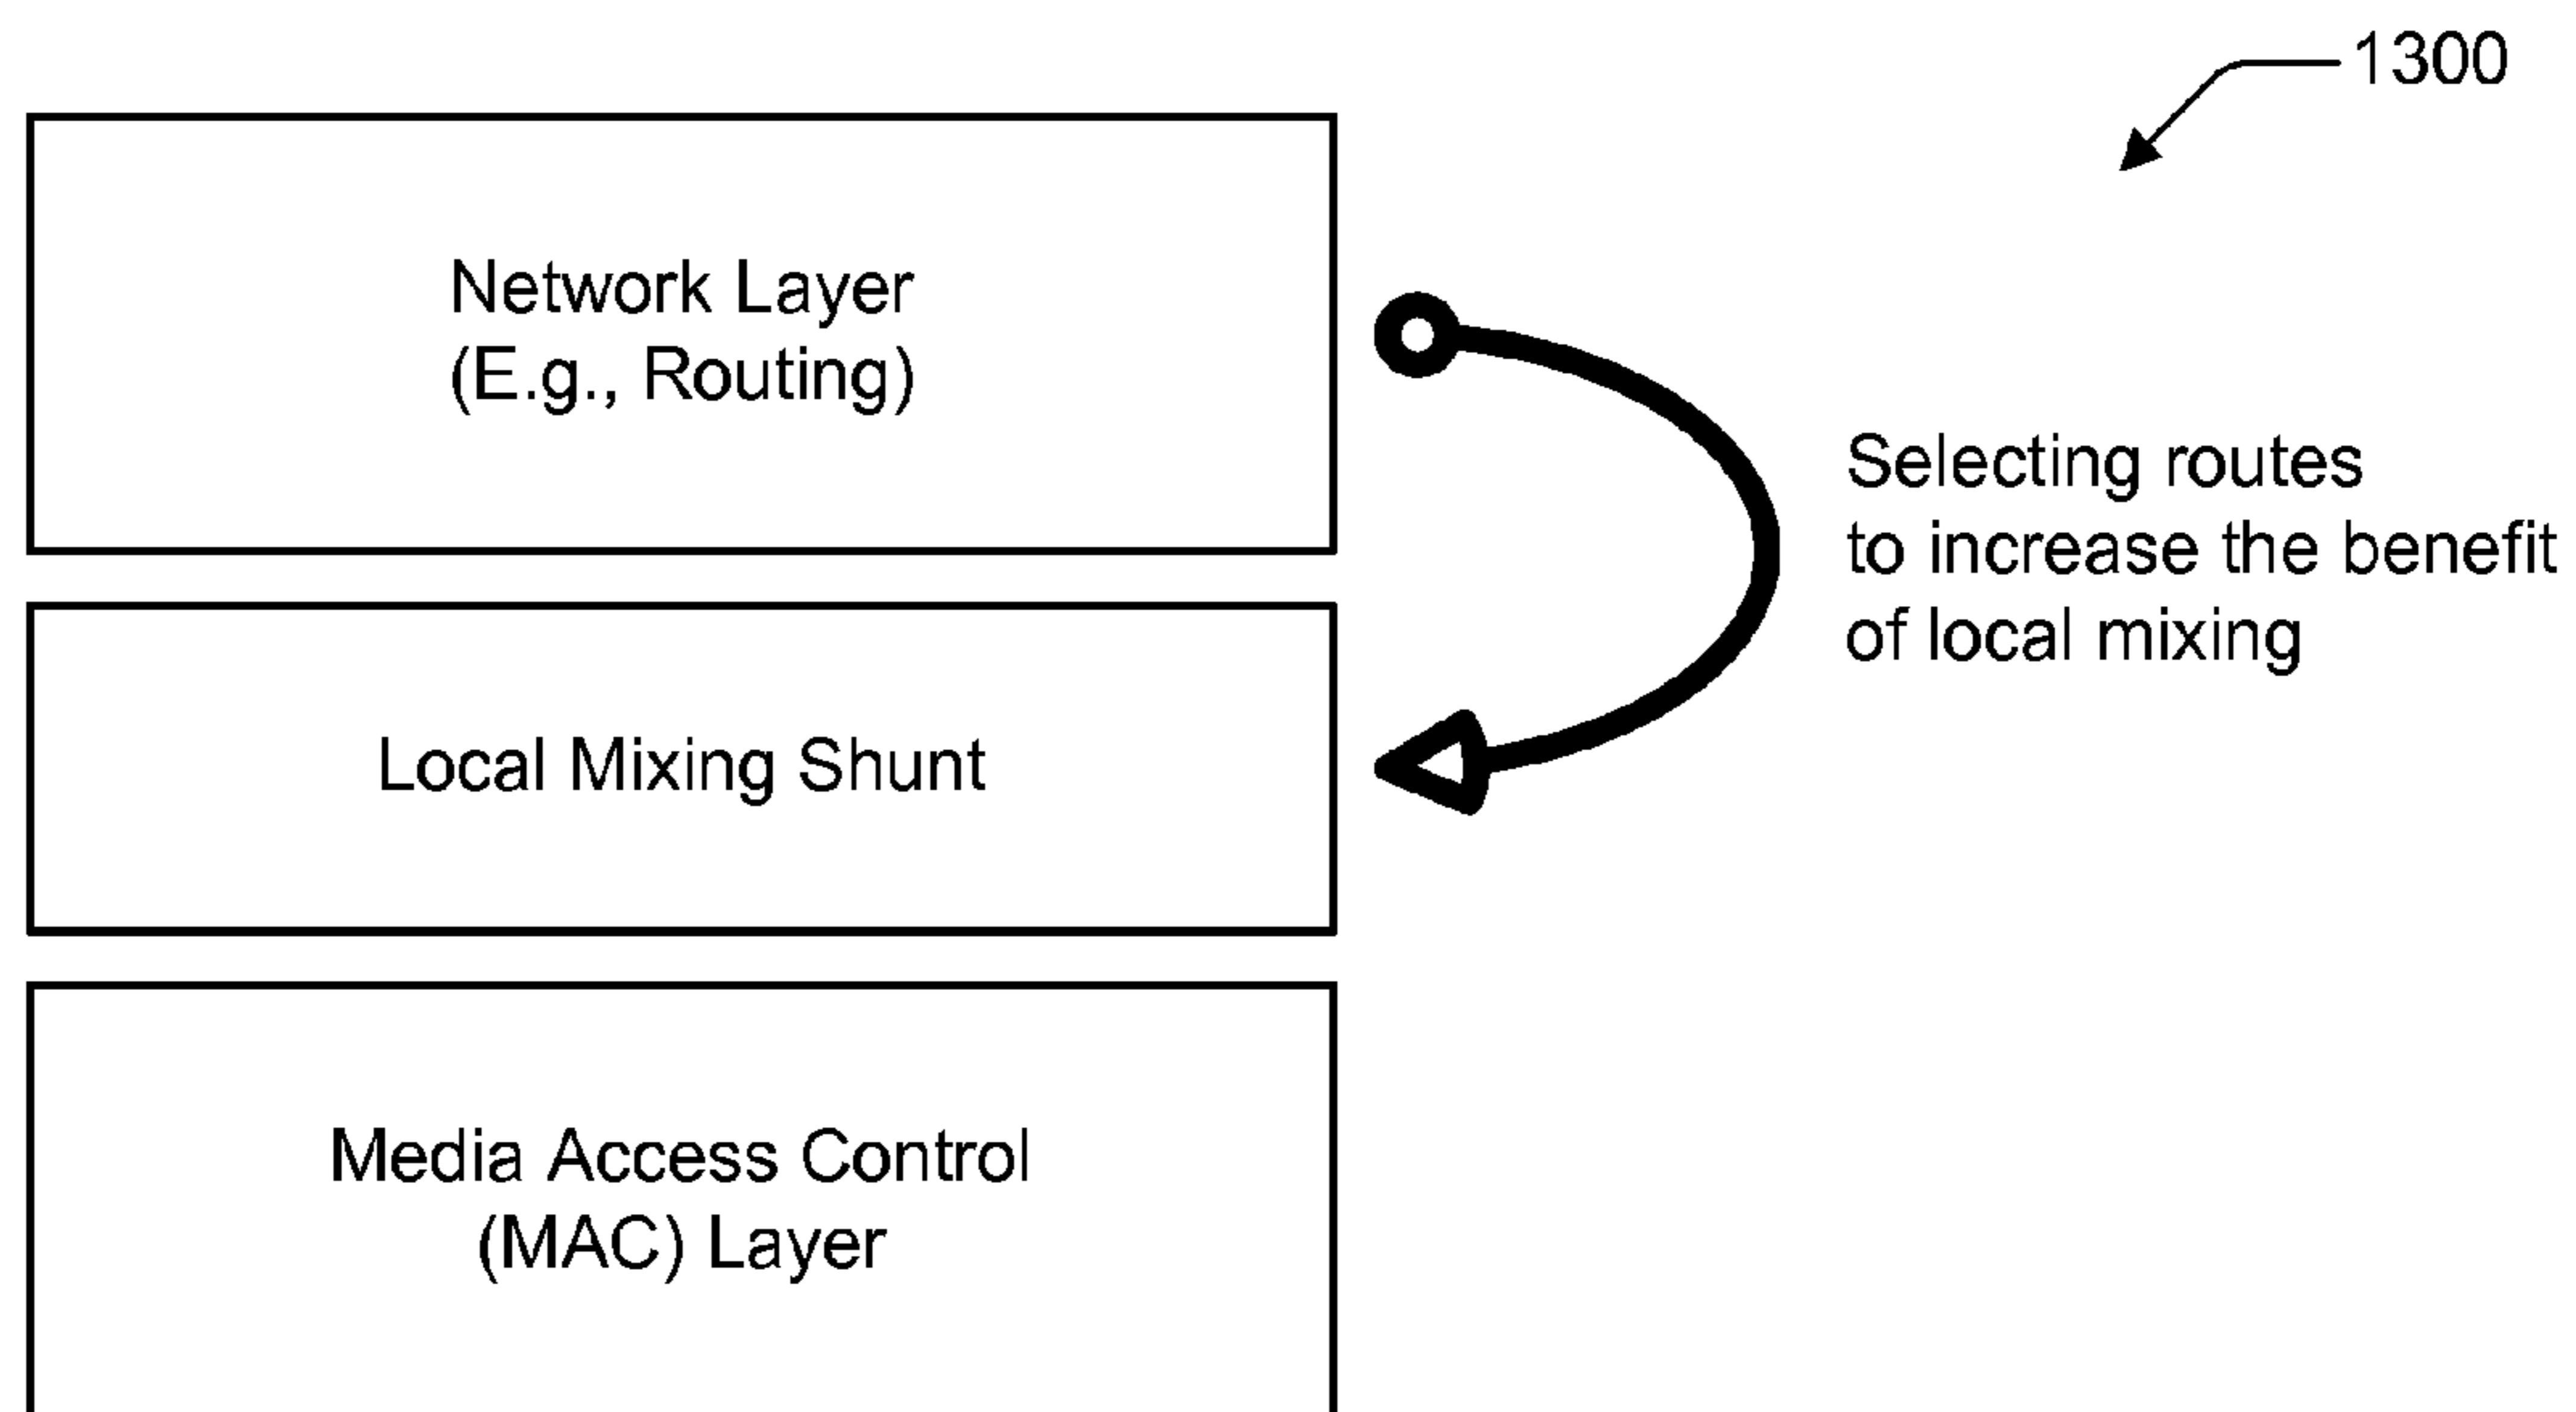 1300
Network Layer
(E.g., Routing)
Selecting routes
to increase the benefit
of local mixing
Local Mixing Shunt
Media Access Control
(MAC) Layer